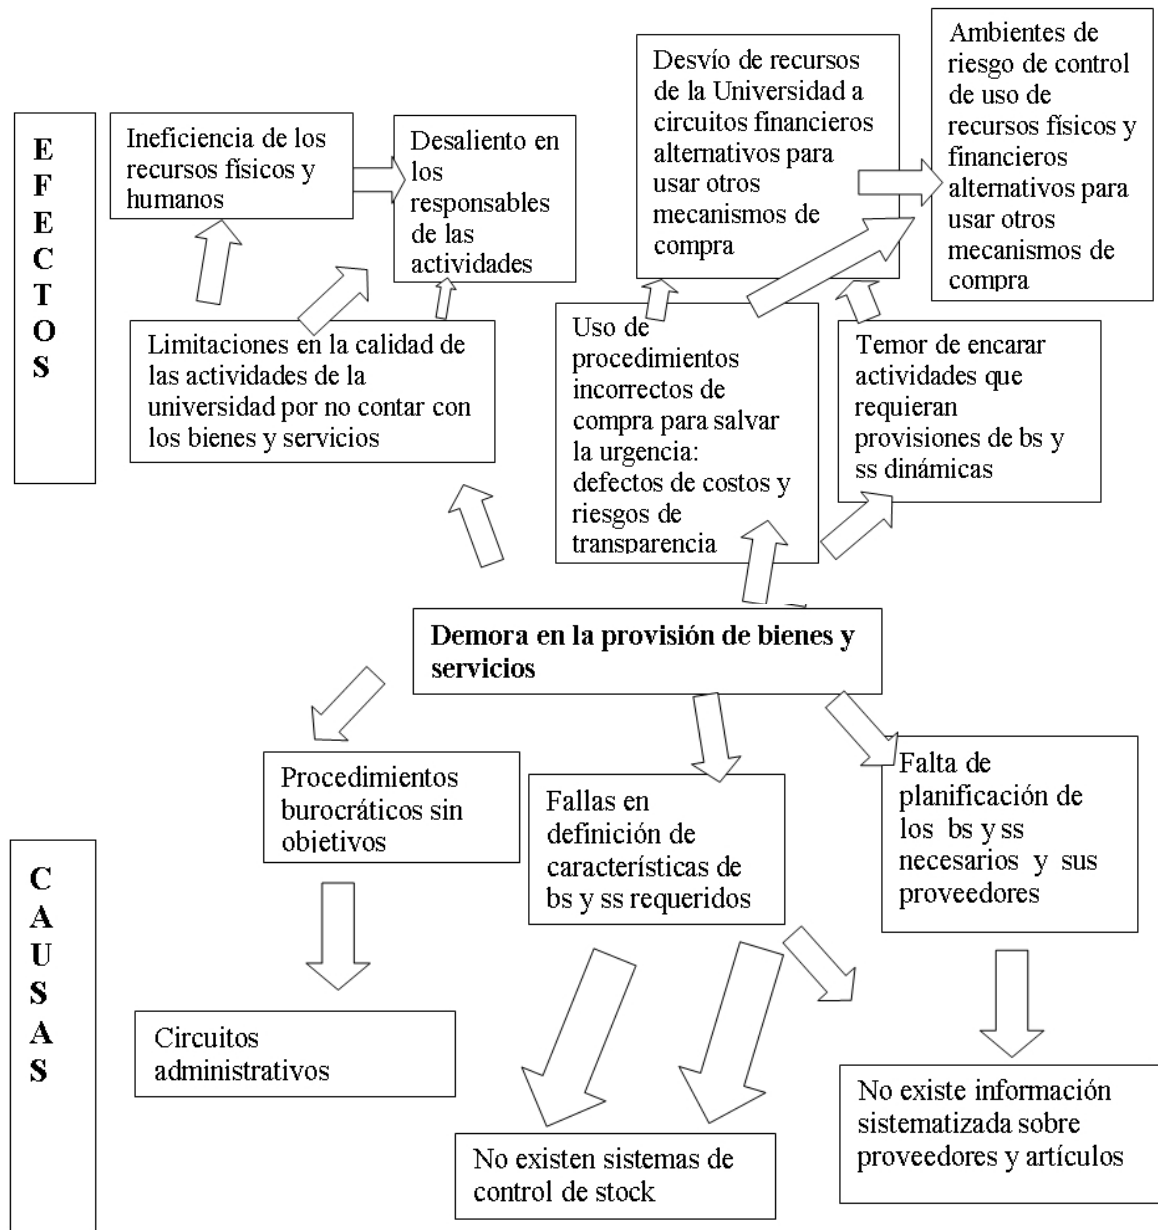 E
F
E
C
T
O
S
Ineficiencia de los
recursos físicos y
humanos
Desaliento en
los
responsables
de las
actividades
Desvío de recursos
de la Universidad a
circuitos financieros
alternativos para
usar otros
mecanismos de
compra
Ambientes de
riesgo de control
de uso de
recursos físicos y
financieros
alternativos para
usar otros
mecanismos de
compra
Limitaciones en la calidad de
las actividades de la
universidad por no contar con
los bienes y servicios
Uso de
procedimientos
incorrectos de
compra para salvar
la urgencia:
defectos de costos y
riesgos de
transparencia
Temor de encarar
actividades que
requieran
provisiones de bs y
ss dinámicas
Demora en la provisión de bienes y
servicios
C
A
U
S
A
S
Procedimientos
burocráticos sin
objetivos
Fallas en
definición de
características de
bs y ss requeridos
Falta de
planificación de
los bs y ss
necesarios y sus
proveedores
Circuitos
administrativos
No existen sistemas de
control de stock
No existe información
sistematizada sobre
proveedores y artículos